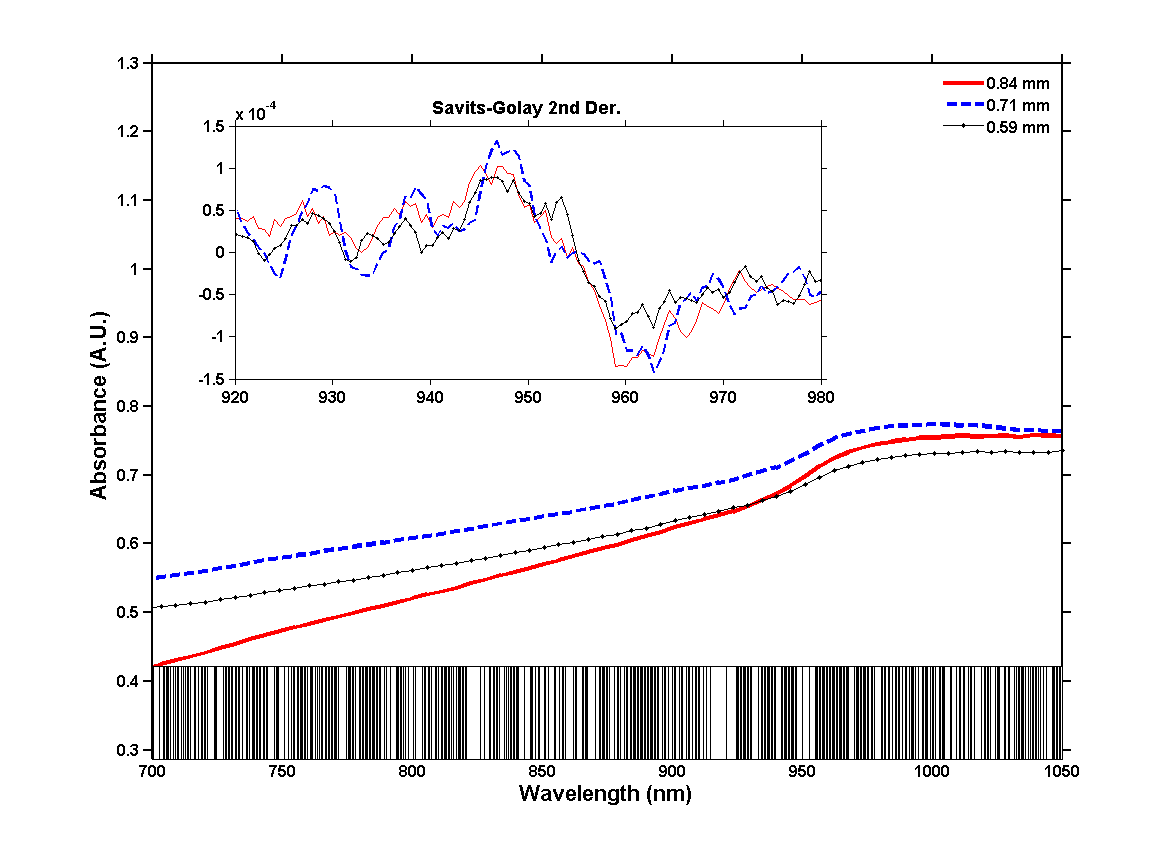 1.3
1.2
1.1
1
0.9
0.8
0.7
0.6
0.5
0.4
0.3
Absorbance (A.U.)
0.84 mm
0.71 mm
0.59 mm
x 10-4
Savits-Golay 2nd Der.
1.5
1
0.5
0
-0.5
-1
-1.5
920 930 940 950 960 970 980
700 750 800 850 900 950 1000 1050
Wavelength (nm)